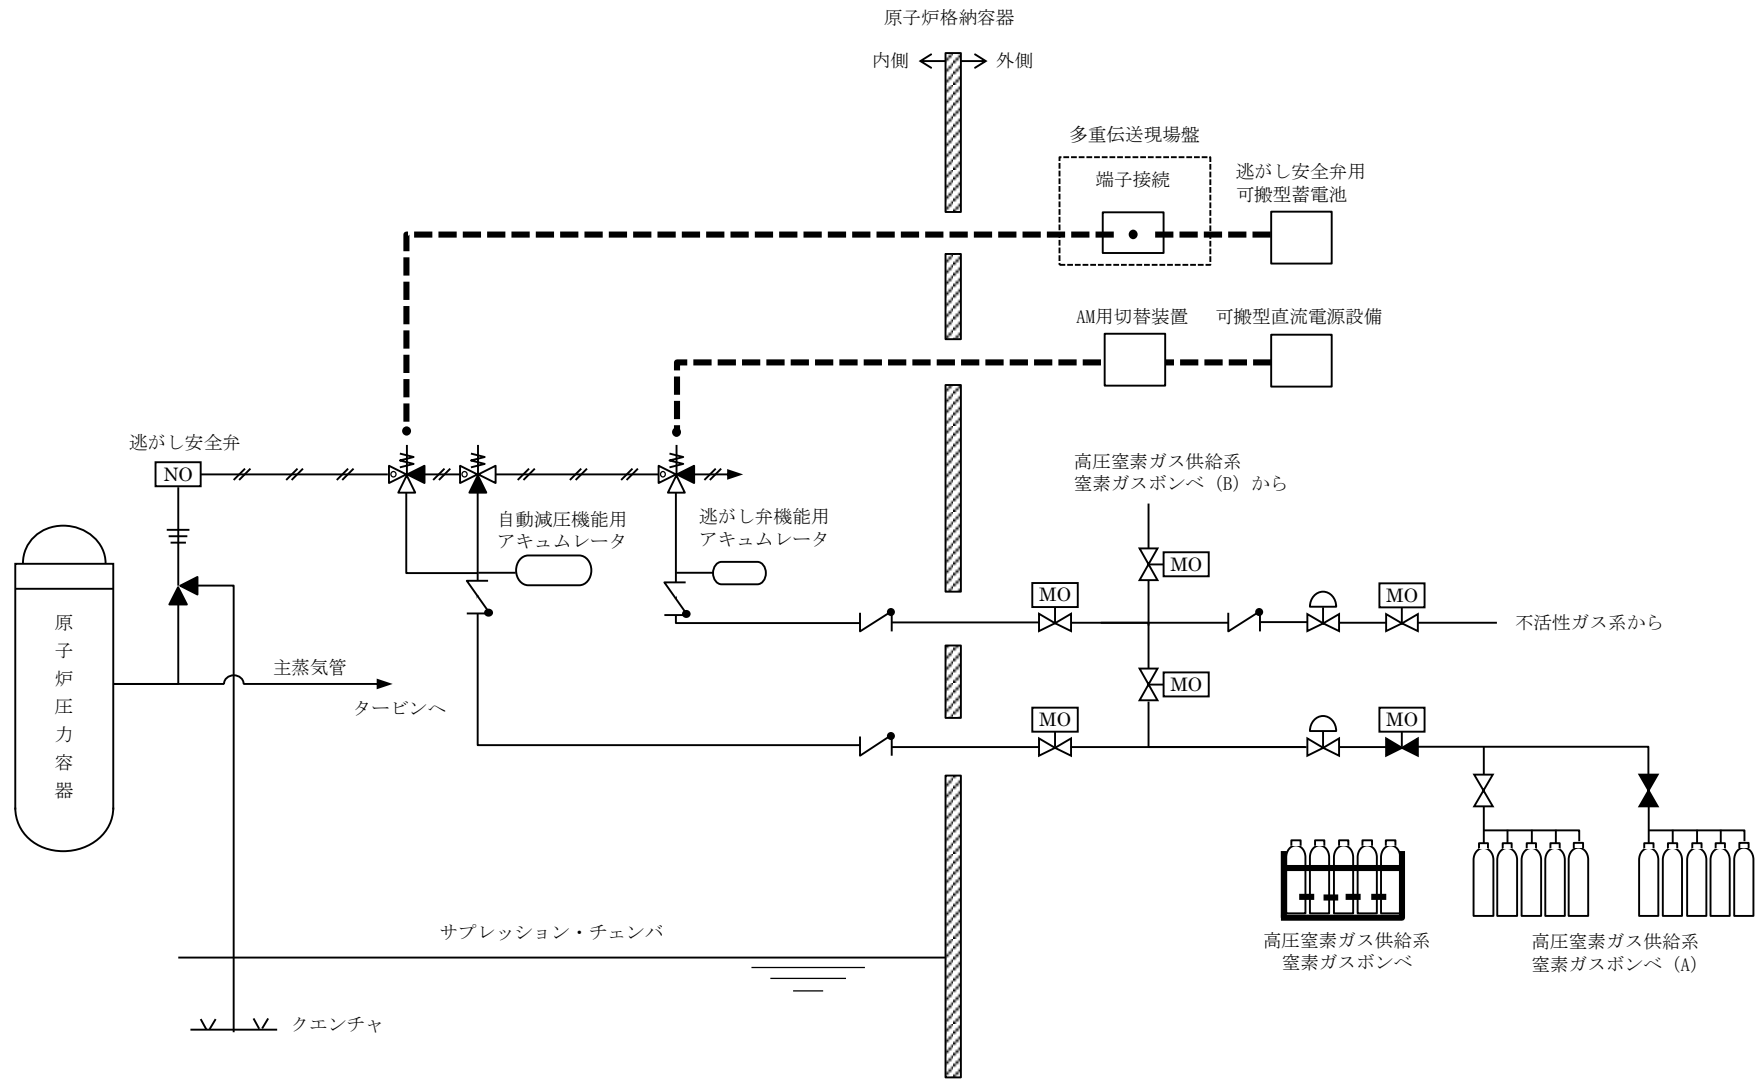 原子炉格納容器
内側
外側
多重伝送現場盤
端子接続
逃がし安全弁用
可搬型蓄電池
AM用切替装置
可搬型直流電源設備
逃がし安全弁
NO
高圧窒素ガス供給系
窒素ガスボンベ（B）から
自動減圧機能用
アキュムレータ
逃がし弁機能用
アキュムレータ
MO
MO
MO
不活性ガス系から
原子炉圧力容器
主蒸気管
タービンへ
MO
MO
MO
サプレッション・チェンバ
高圧窒素ガス供給系
窒素ガスボンベ
高圧窒素ガス供給系
窒素ガスボンベ（A）
クエンチャ